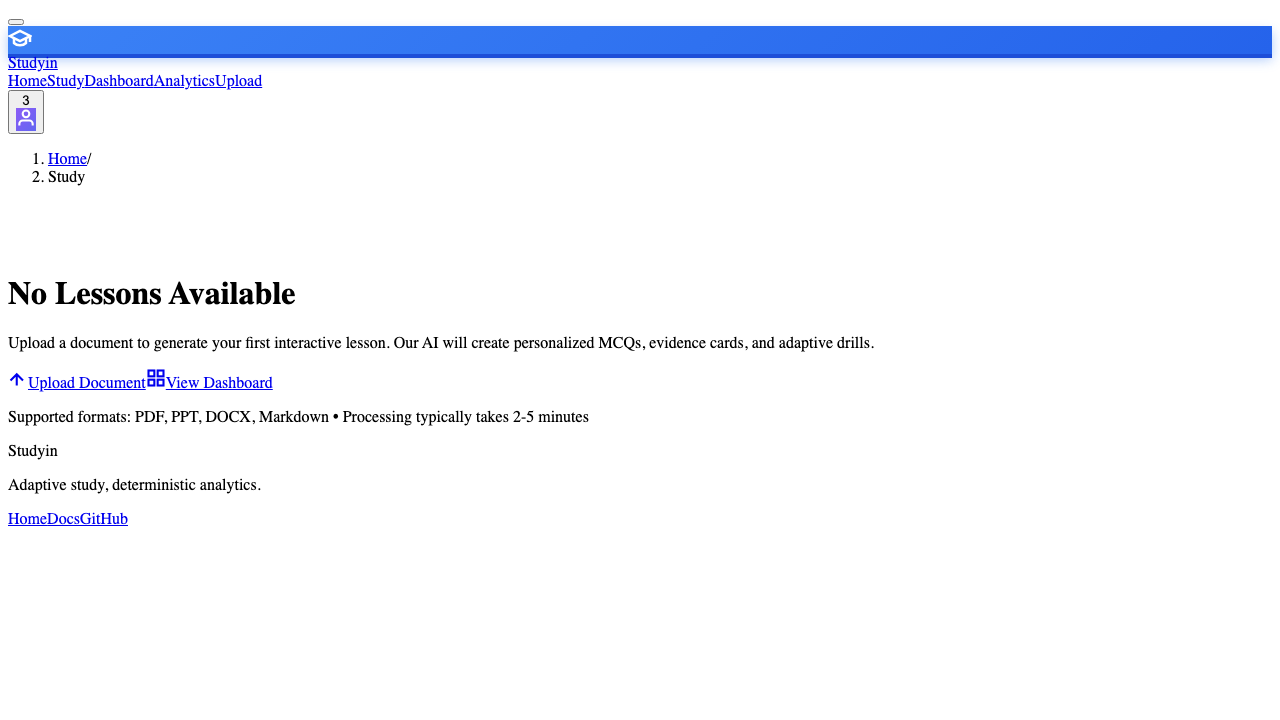 Studyin
HomeStudyDashboardAnalyticsUpload
3
1. Home/
2. Study
No Lessons Available
Upload a document to generate your first interactive lesson. Our AI will create personalized MCQs, evidence cards, and adaptive drills.
Upload DocumentView Dashboard
Supported formats: PDF, PPT, DOCX, Markdown • Processing typically takes 2-5 minutes
Studyin
Adaptive study, deterministic analytics.
HomeDocsGitHub